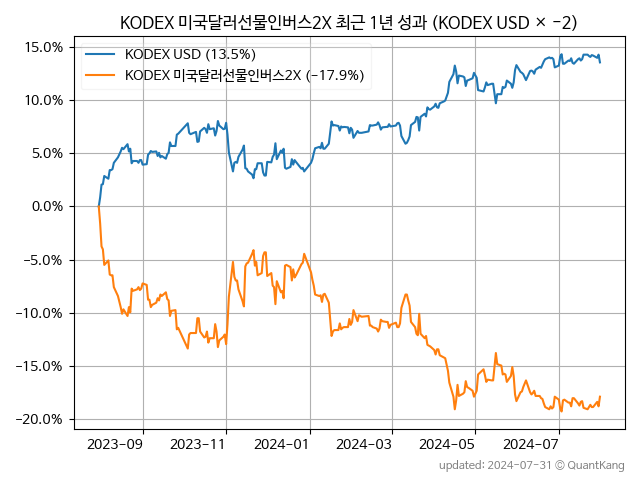 KODEX 미국달러선물인버스2X 최근 1년 성과 (KODEX USD × -2)
15.0%
KODEX USD (13.5%)
KODEX 미국달러선물인버스2X (-17.9%)
10.0%
5.0%
0.0%
-5.0%
-10.0%
-15.0%
-20.0%
2023-09 2023-11 2024-01 2024-03 2024-05 2024-07
updated: 2024-07-31 © QuantKang